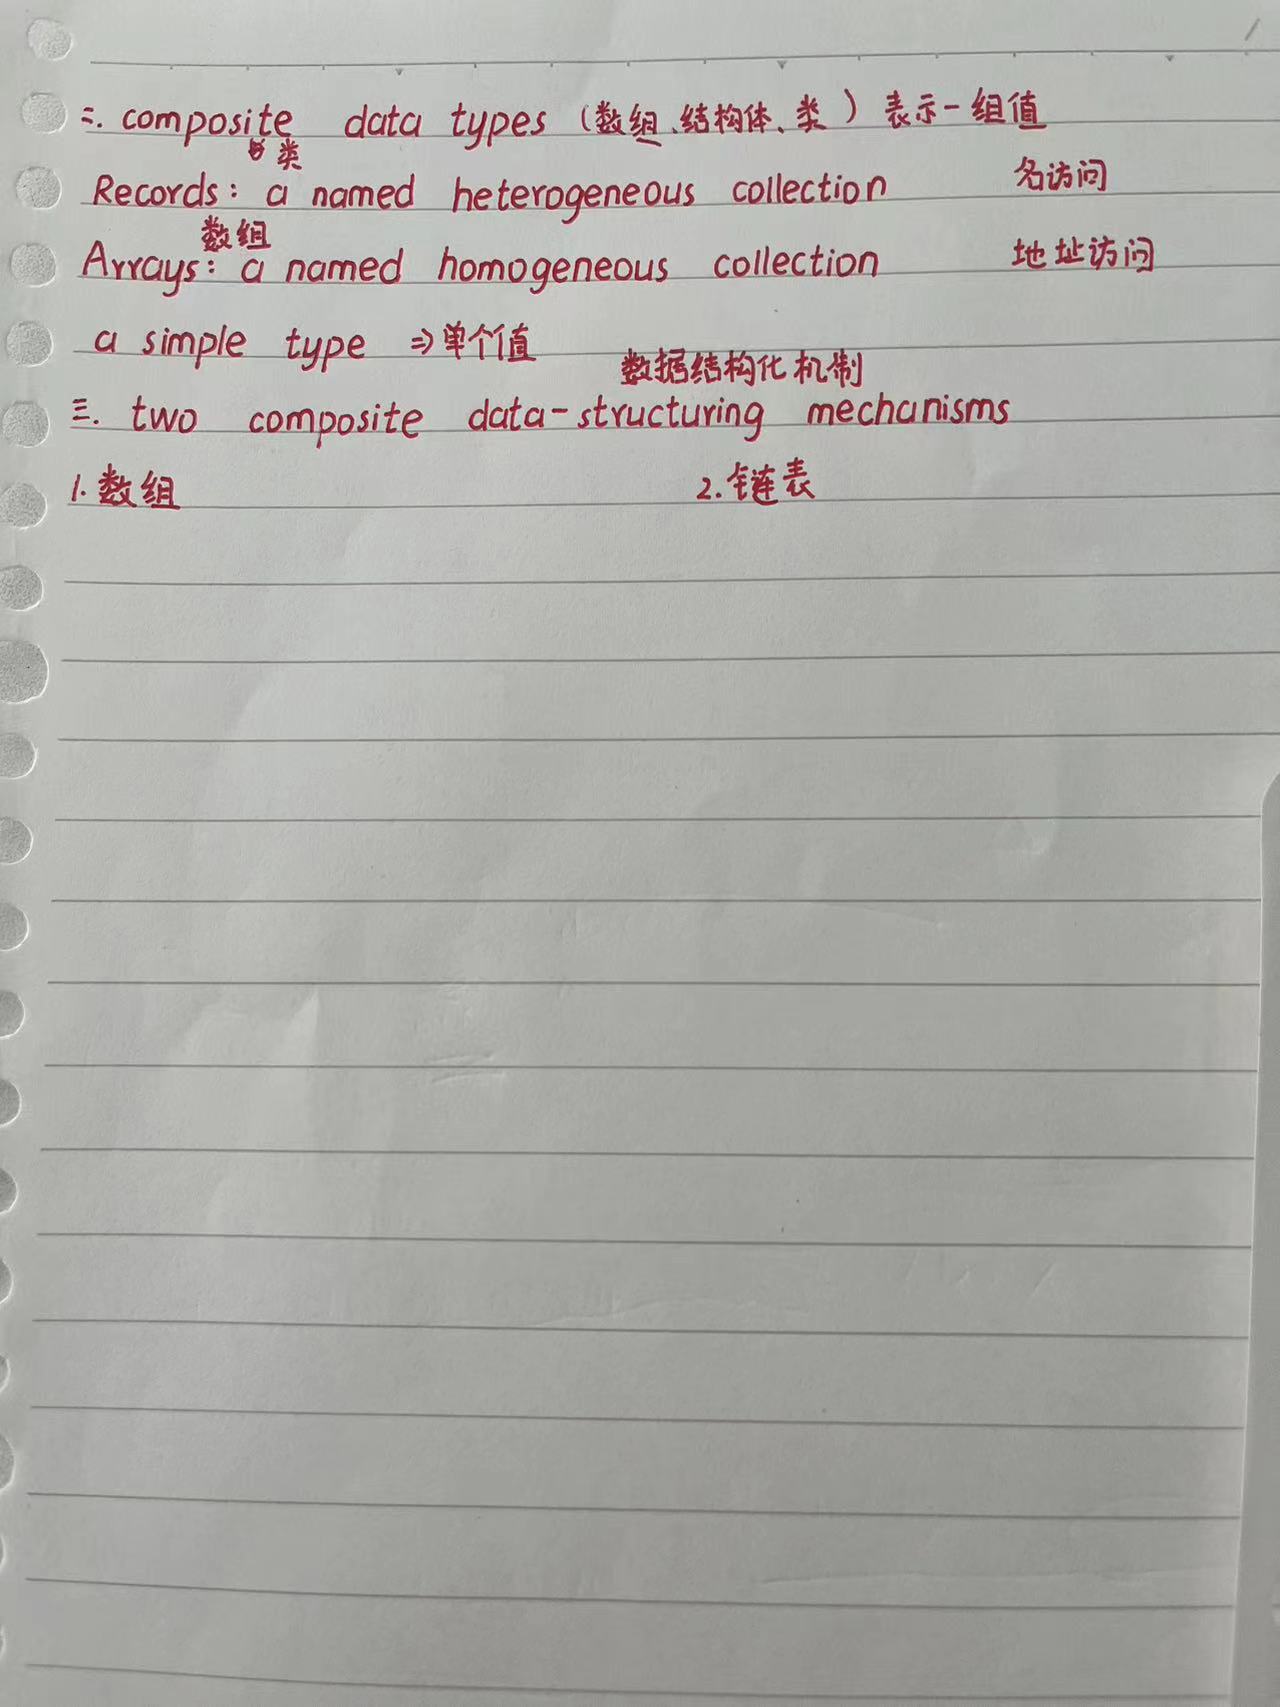 二. composite data types (数组、结构体、类) 表示一组值
类
Records: a named heterogeneous collection 名访问
数组
Arrays: a named homogeneous collection 地址访问
a simple type ⇒ 单个值
数据结构化机制
三. two composite data-structuring mechanisms
1. 数组 2. 链表